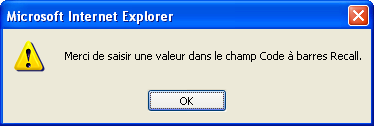 Microsoft Internet Explorer
Merci de saisir une valeur dans le champ Code à barres Recall.
OK